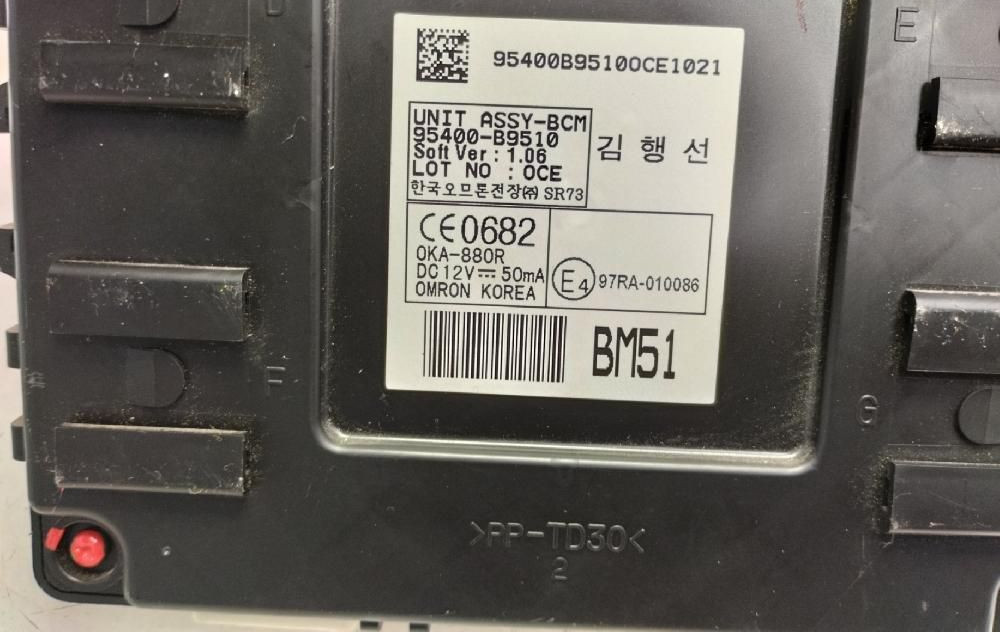 95400B9510OCE1021
UNIT ASSY-BCM
95400-B9510
Soft Ver : 1.06
LOT NO : OCE
한국오므론전장㈜ SR73
김행선
CE0682
OKA-880R
DC 12V⎓50mA
OMRON KOREA
E4 97RA-010086
BM51
E
F
G
>PP-TD30<
2